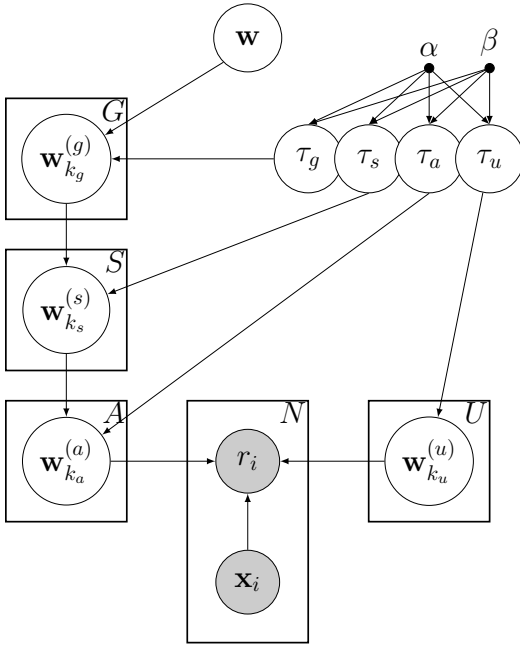 w
α β
G
w_{k_g}^{(g)}
τ_g τ_s τ_a τ_u
S
w_{k_s}^{(s)}
A N U
w_{k_a}^{(a)} r_i w_{k_u}^{(u)}
x_i